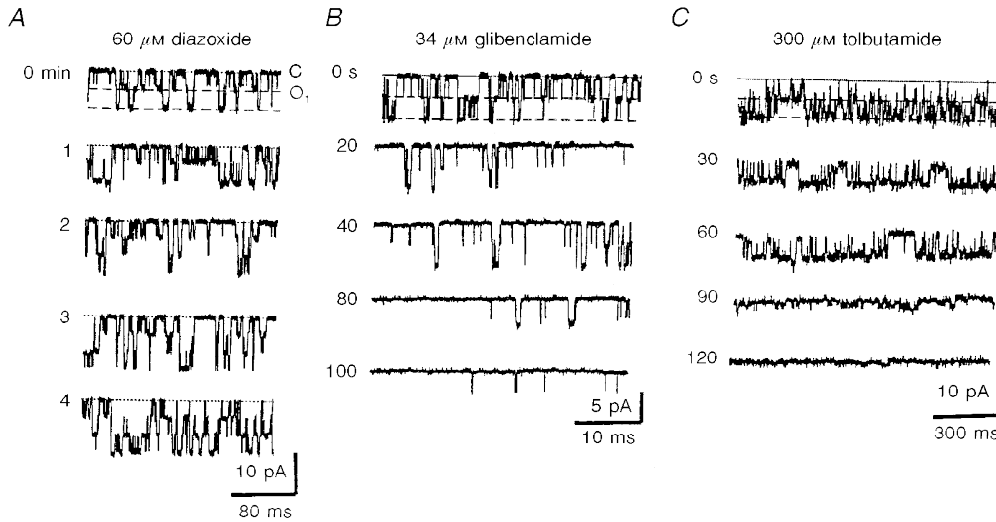 A
60 μM diazoxide
0 min
C
O1
1
2
3
4
10 pA
80 ms
B
34 μM glibenclamide
0 s
20
40
80
100
5 pA
10 ms
C
300 μM tolbutamide
0 s
30
60
90
120
10 pA
300 ms